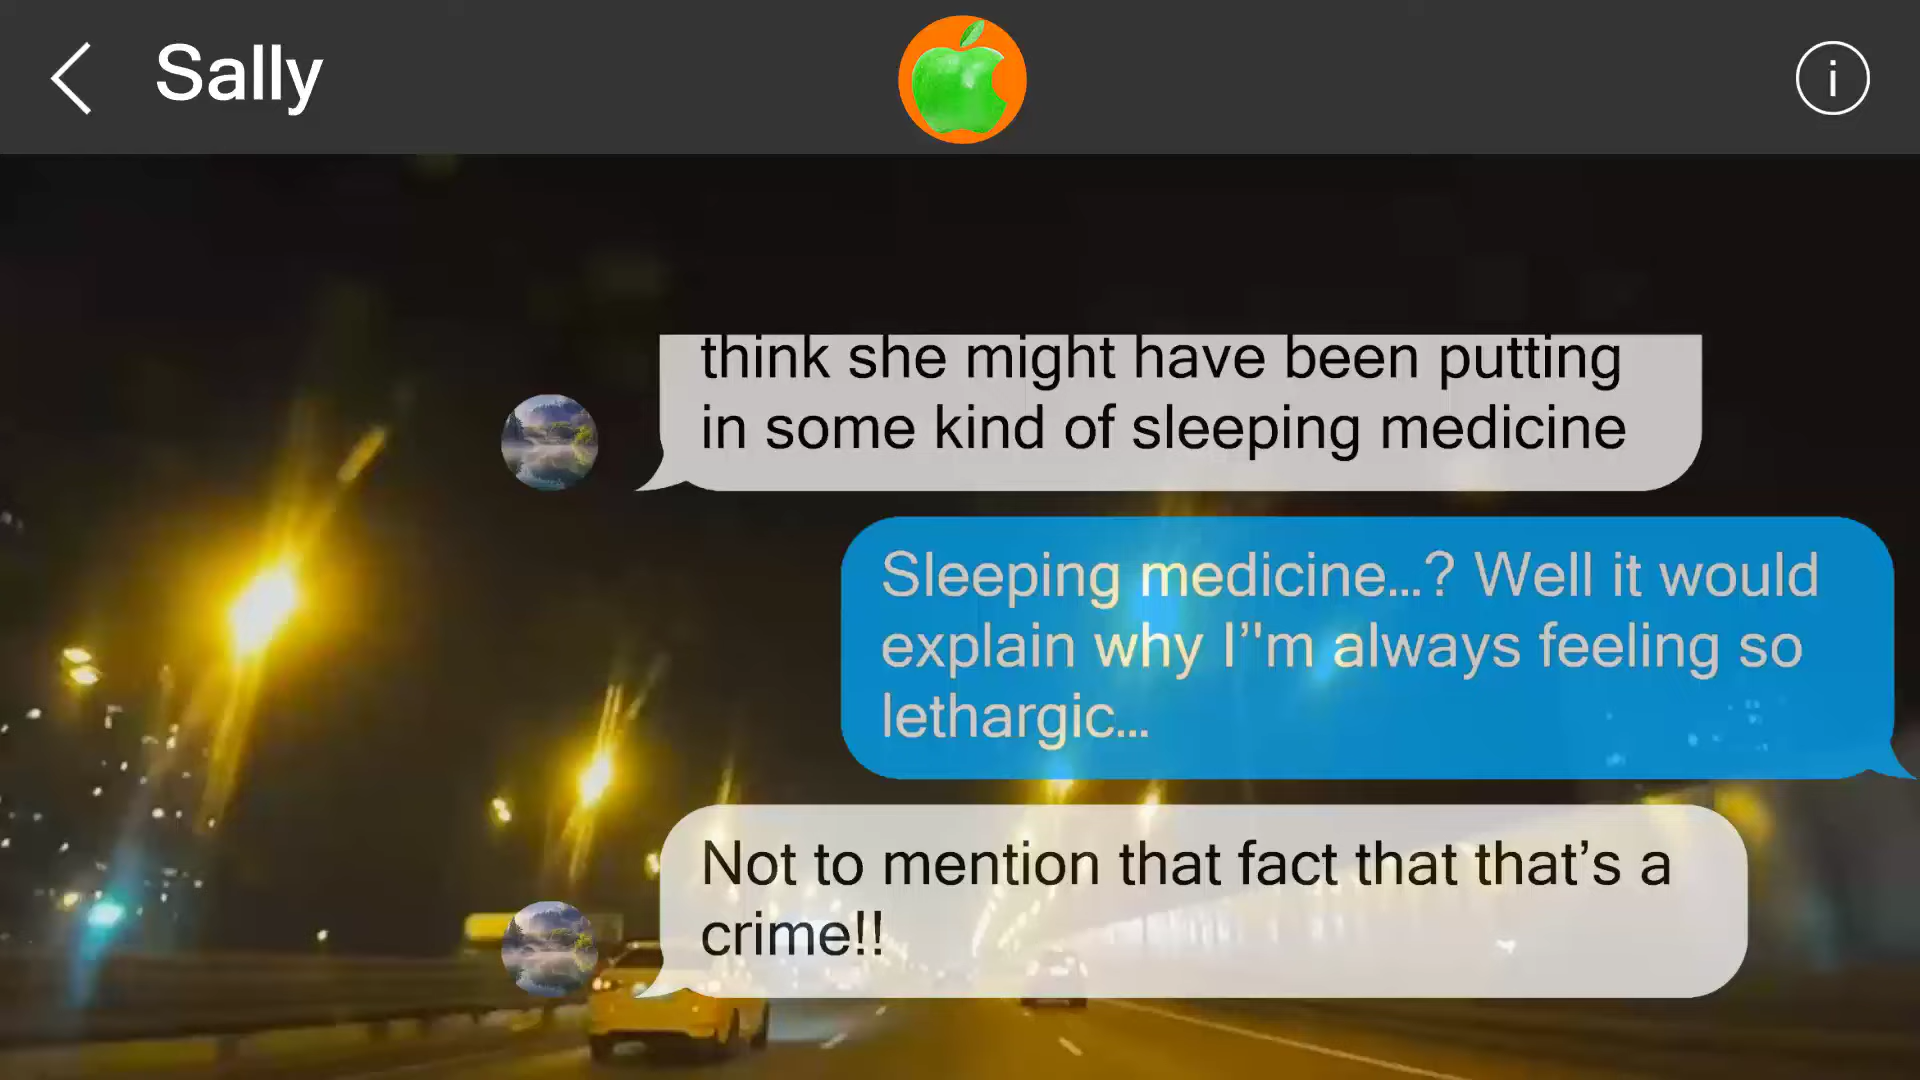 Sally
i
think she might have been putting
in some kind of sleeping medicine
Sleeping medicine...? Well it would
explain why I’'m always feeling so
lethargic...
Not to mention that fact that that’s a
crime!!